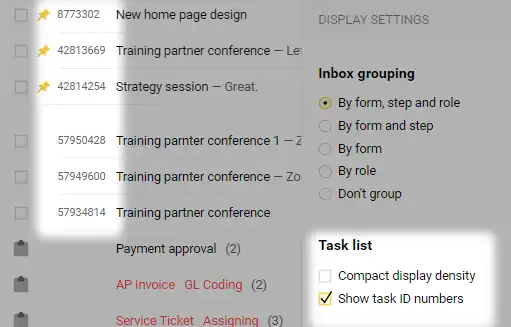 8773302 New home page design
42813669 Training partner conference — Le
42814254 Strategy session — Great.
57950428 Training parnter conference 1 — Z
57949600 Training parnter conference — Zo
57934814 Training partner conference
Payment approval (2)
AP Invoice GL Coding (2)
Service Ticket Assigning (3)
DISPLAY SETTINGS
Inbox grouping
By form, step and role
By form and step
By form
By role
Don't group
Task list
Compact display density
Show task ID numbers